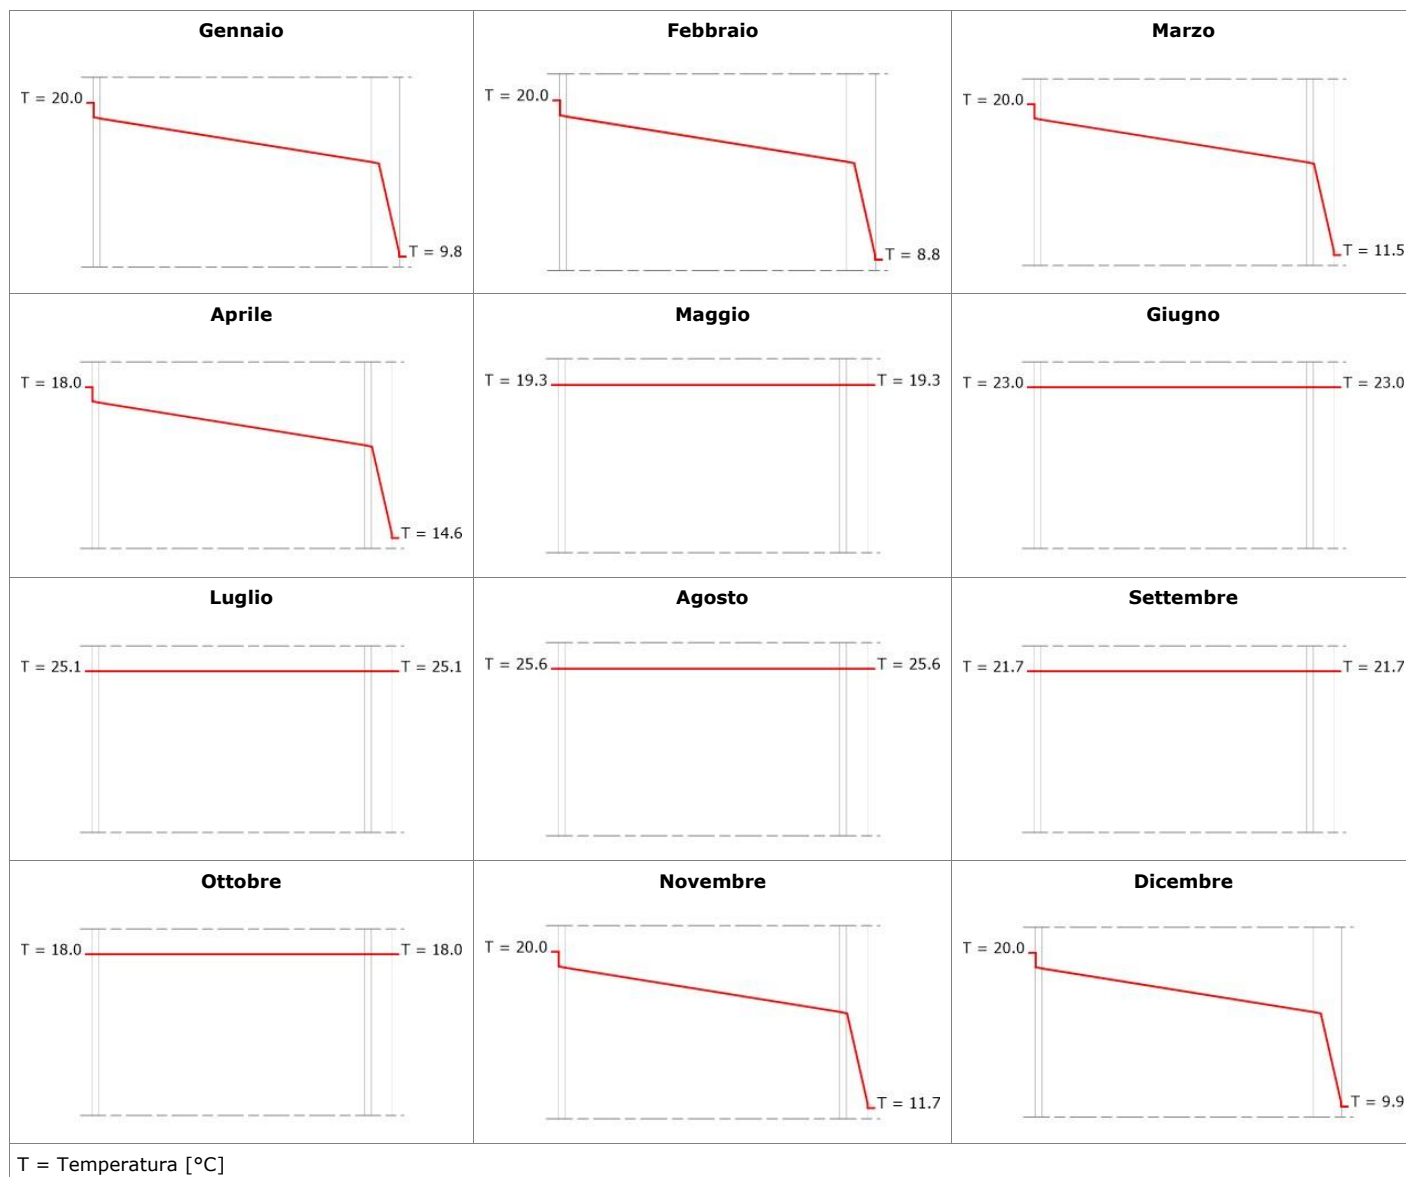 Gennaio
Febbraio
Marzo
T = 20.0
T = 9.8
T = 20.0
T = 8.8
T = 20.0
T = 11.5
Aprile
Maggio
Giugno
T = 18.0
T = 14.6
T = 19.3
T = 19.3
T = 23.0
T = 23.0
Luglio
Agosto
Settembre
T = 25.1
T = 25.1
T = 25.6
T = 25.6
T = 21.7
T = 21.7
Ottobre
Novembre
Dicembre
T = 18.0
T = 18.0
T = 20.0
T = 11.7
T = 20.0
T = 9.9
T = Temperatura [°C]